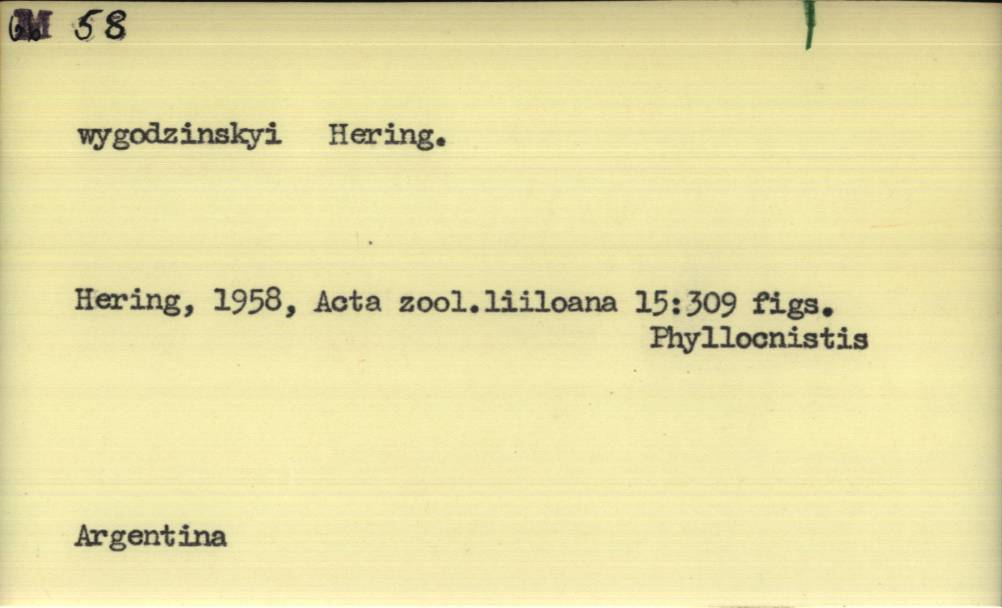 M 58
wygodzinskyi Hering.
Hering, 1958, Acta zool.liiloana 15:309 figs.
Phyllocnistis
Argentina